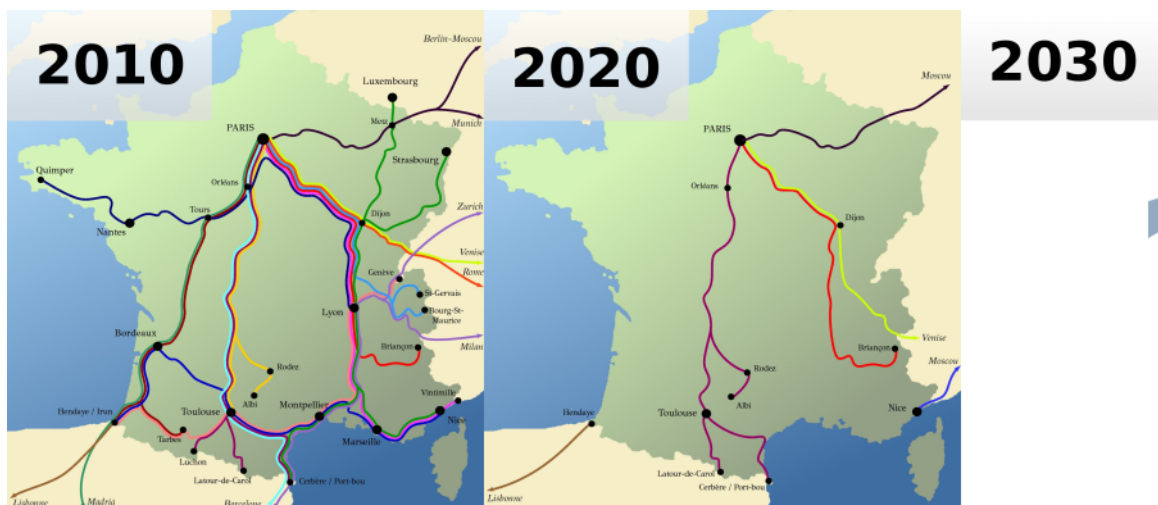 2010
Berlin-Moscou
Luxembourg
Metz
Munich
PARIS
Strasbourg
Quimper
Orléans
Tours
Nantes
Dijon
Zurich
Venise
Rome
Genève
St-Gervais
Bourg-St-
Maurice
Lyon
Milan
Bordeaux
Briançon
Rodez
Albi
Vintimille
Hendaye / Irun
Toulouse
Montpellier
Nice
Marseille
Tarbes
Luchon
Latour-de-Carol
Cerbère / Port-bou
Lisbonne
Madrid
Barcelone
2020
Moscou
PARIS
Orléans
Dijon
Venise
Briançon
Moscou
Rodez
Albi
Hendaye
Toulouse
Nice
Latour-de-Carol
Cerbère / Port-bou
Lisbonne
2030